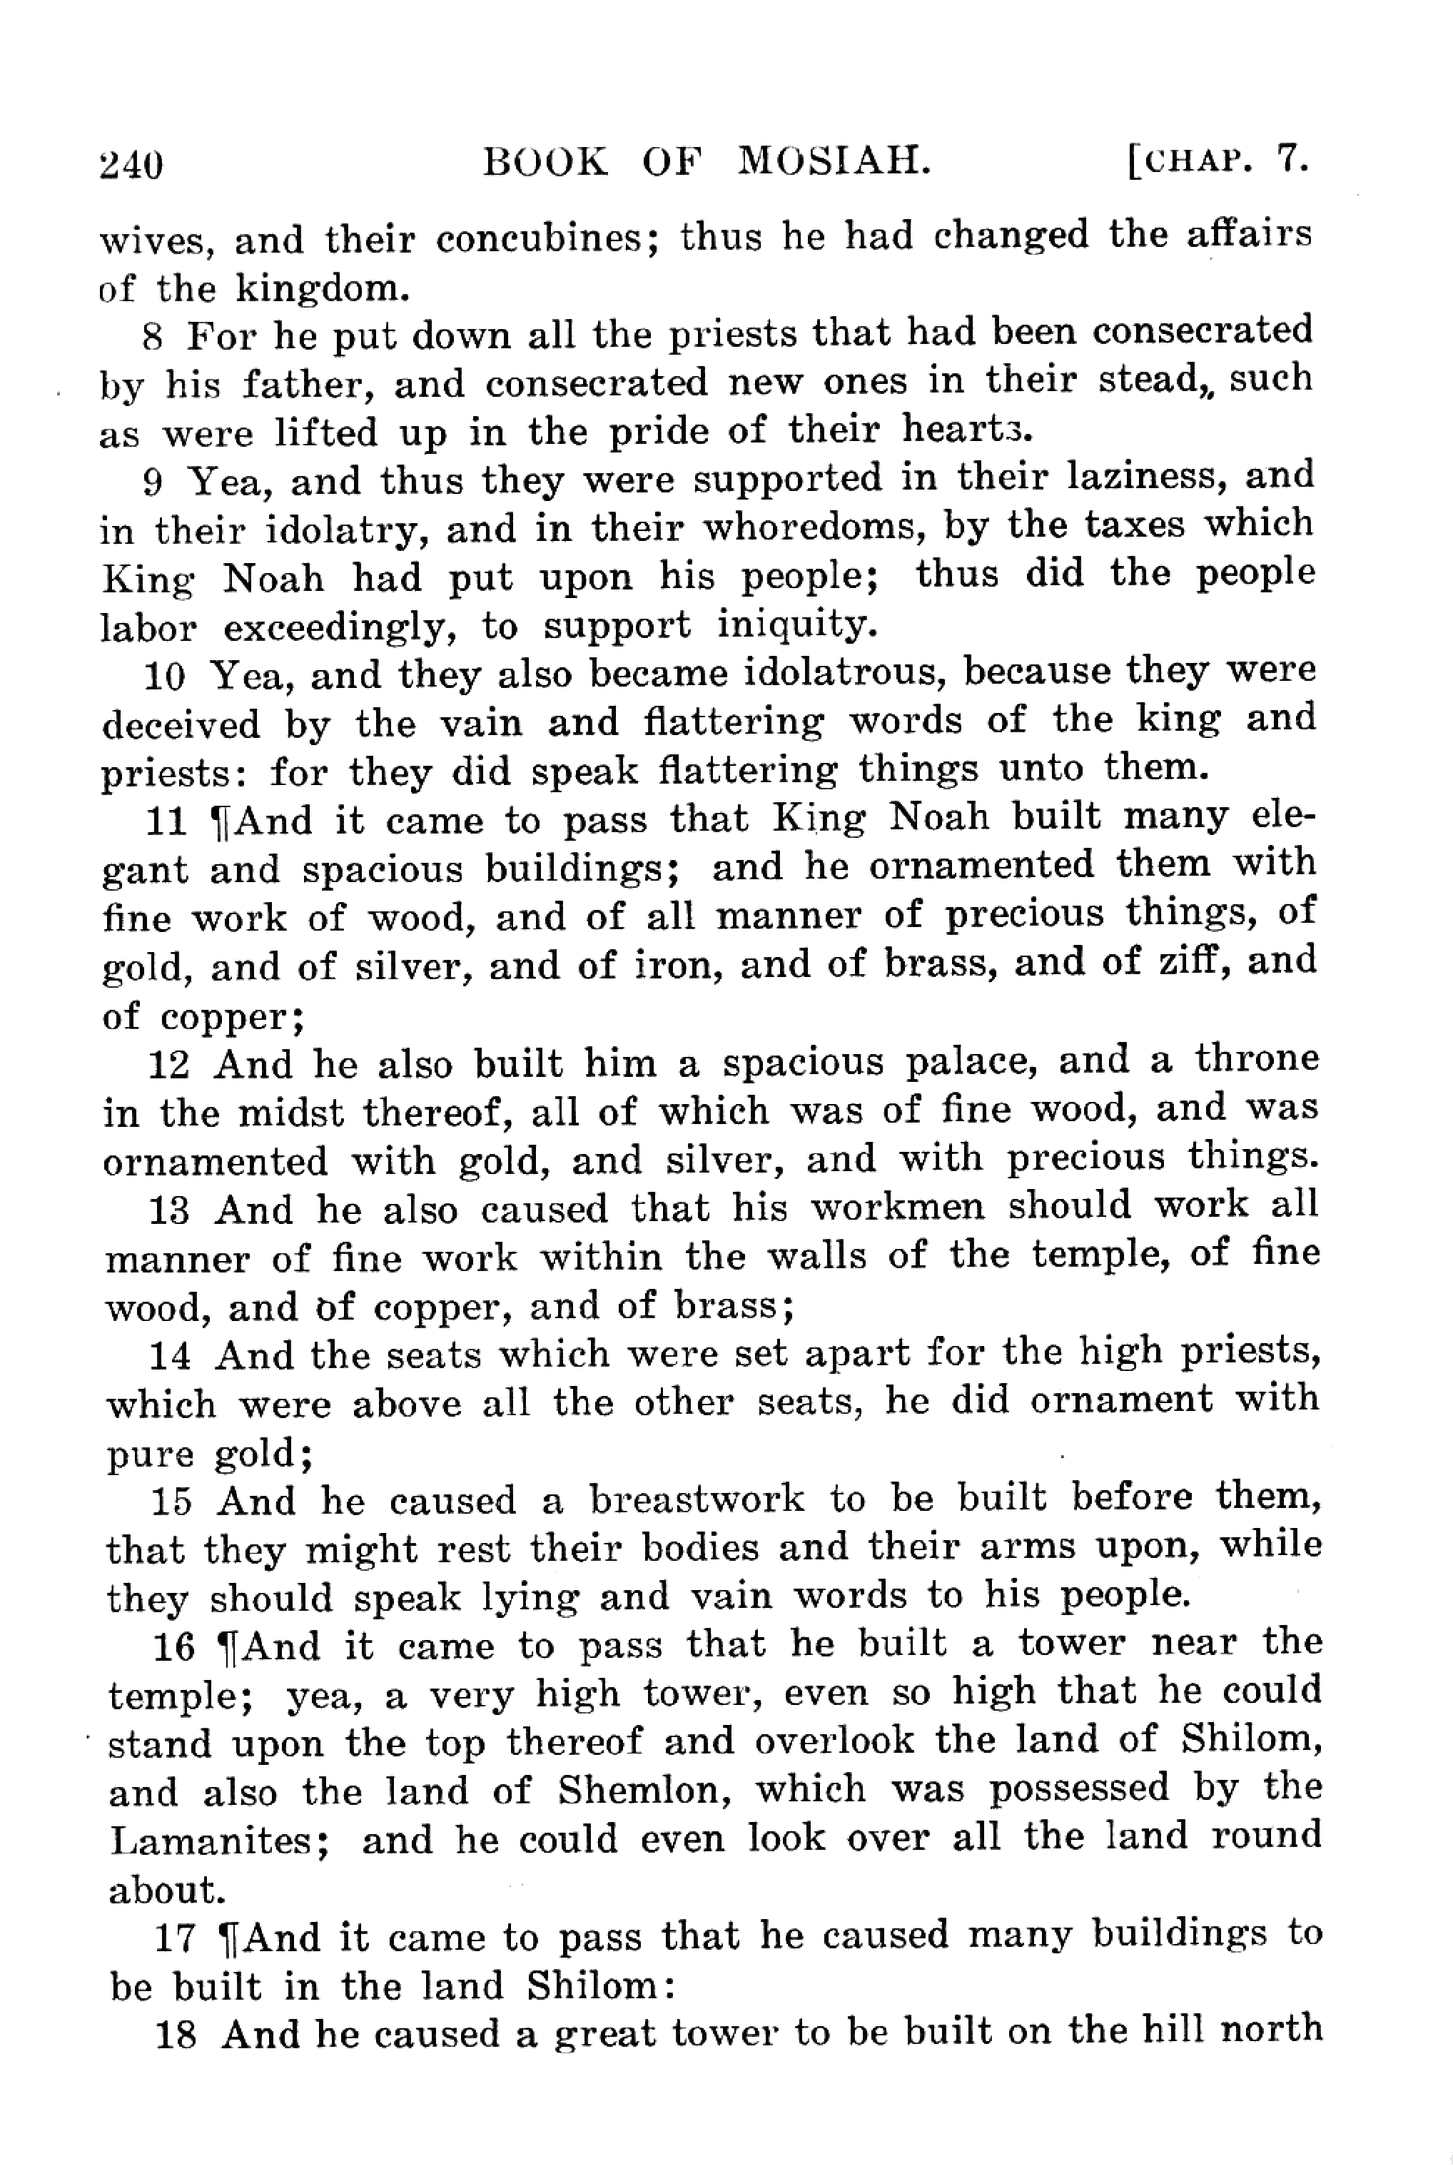 240 BOOK OF MOSIAH. [CHAP. 7.
wives, and their concubines; thus he had changed the affairs
of the kingdom.
8 For he put down all the priests that had been consecrated
by his father, and consecrated new ones in their stead, such
as were lifted up in the pride of their hearts.
9 Yea, and thus they were supported in their laziness, and
in their idolatry, and in their whoredoms, by the taxes which
King Noah had put upon his people; thus did the people
labor exceedingly, to support iniquity.
10 Yea, and they also became idolatrous, because they were
deceived by the vain and flattering words of the king and
priests: for they did speak flattering things unto them.
11 ¶And it came to pass that King Noah built many ele-
gant and spacious buildings; and he ornamented them with
fine work of wood, and of all manner of precious things, of
gold, and of silver, and of iron, and of brass, and of ziff, and
of copper;
12 And he also built him a spacious palace, and a throne
in the midst thereof, all of which was of fine wood, and was
ornamented with gold, and silver, and with precious things.
13 And he also caused that his workmen should work all
manner of fine work within the walls of the temple, of fine
wood, and of copper, and of brass;
14 And the seats which were set apart for the high priests,
which were above all the other seats, he did ornament with
pure gold;
15 And he caused a breastwork to be built before them,
that they might rest their bodies and their arms upon, while
they should speak lying and vain words to his people.
16 ¶And it came to pass that he built a tower near the
temple; yea, a very high tower, even so high that he could
stand upon the top thereof and overlook the land of Shilom,
and also the land of Shemlon, which was possessed by the
Lamanites; and he could even look over all the land round
about.
17 ¶And it came to pass that he caused many buildings to
be built in the land Shilom:
18 And he caused a great tower to be built on the hill north